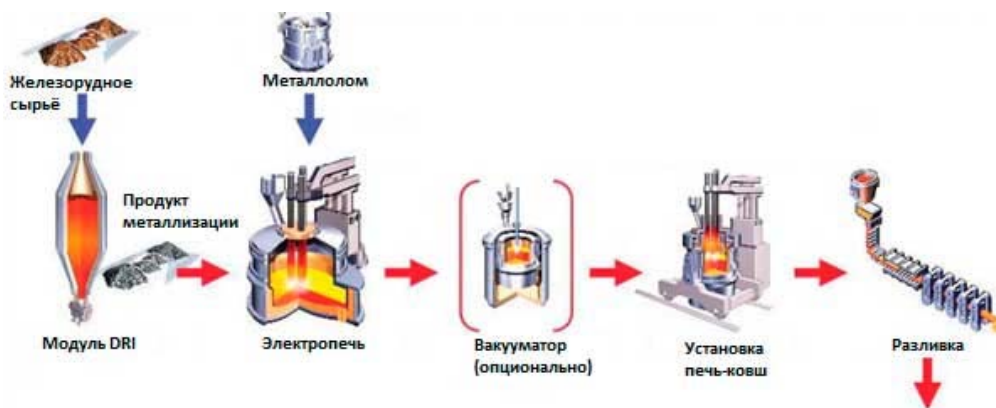 Железорудное
сырьё
Металлолом
Продукт
металлизации
Модуль DRI
Электропечь
Вакууматор
(опционально)
Установка
печь-ковш
Разливка